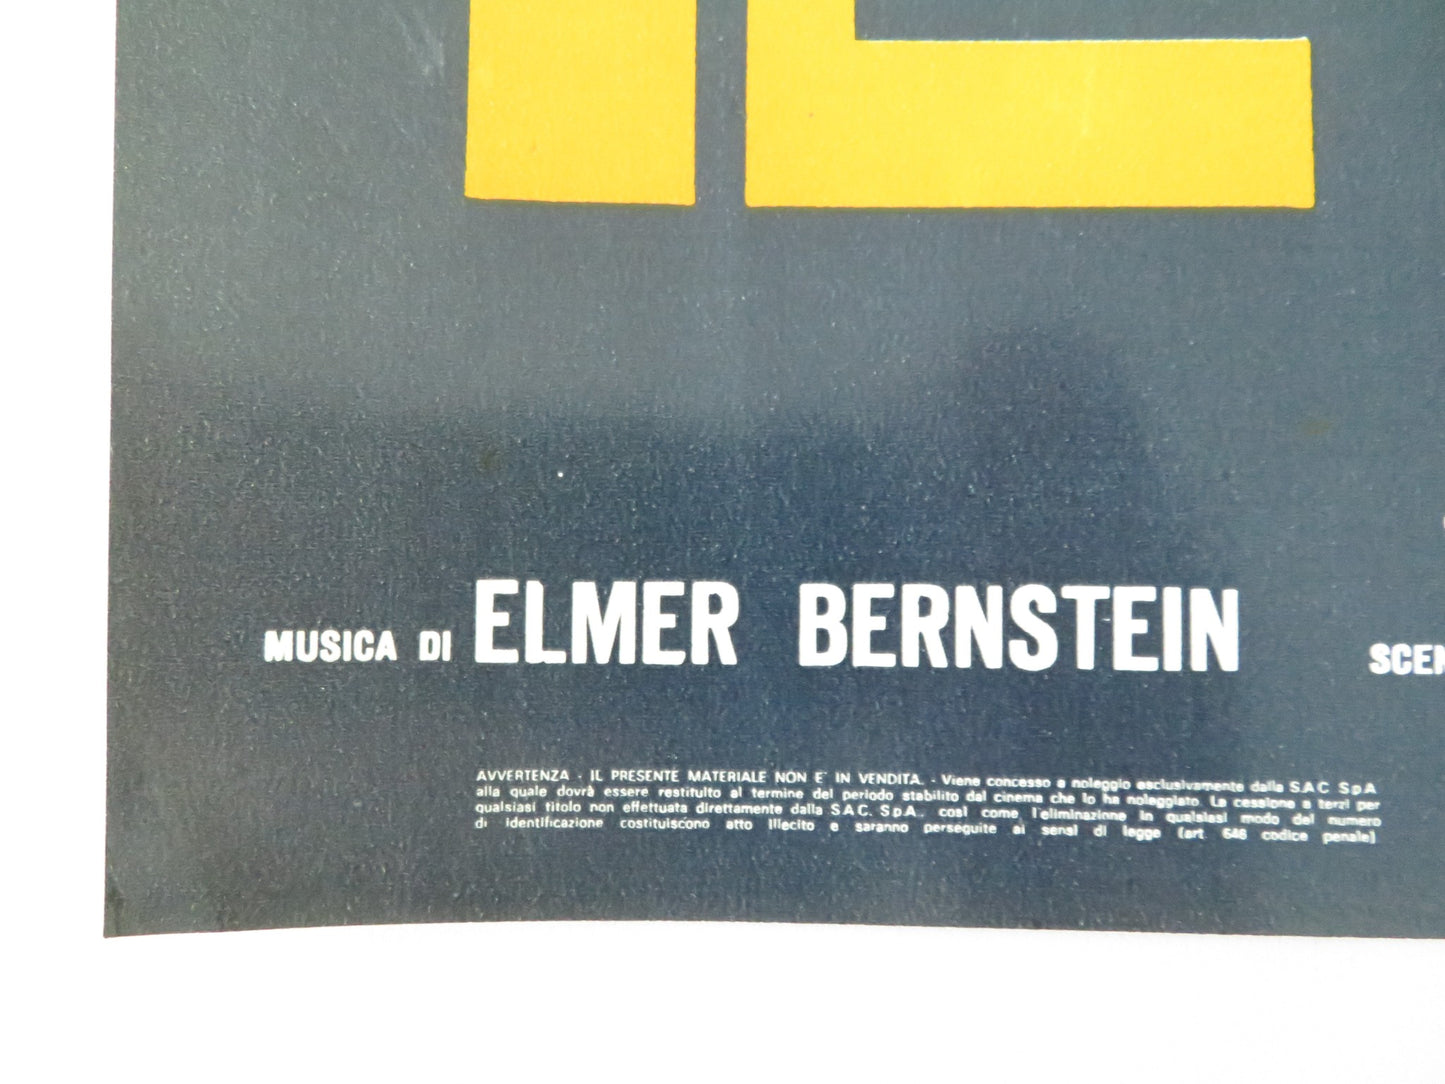 IL
MUSICA DI ELMER BERNSTEIN
SCEN
AVVERTENZA - IL PRESENTE MATERIALE NON E' IN VENDITA. - Viene concesso a noleggio esclusivamente dalla S.A.C. S.p.A.
alla quale dovrà essere restituito al termine del periodo stabilito dal cinema che lo ha noleggiato. La cessione a terzi per
qualsiasi titolo non effettuata direttamente dalla S.A.C. S.p.A., così come l'eliminazione in qualsiasi modo del numero
di identificazione costituiscono atto illecito e saranno perseguite ai sensi di legge (art. 646 codice penale)